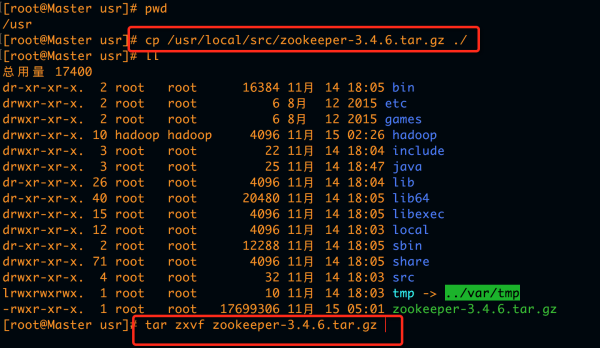 [root@Master usr]# pwd
/usr
[root@Master usr]# cp /usr/local/src/zookeeper-3.4.6.tar.gz ./
[root@Master usr]# ll
总用量 17400
dr-xr-xr-x. 2 root root 16384 11月 14 18:05 bin
drwxr-xr-x. 2 root root 6 8月 12 2015 etc
drwxr-xr-x. 2 root root 6 8月 12 2015 games
drwxr-xr-x. 10 hadoop hadoop 4096 11月 15 02:26 hadoop
drwxr-xr-x. 3 root root 22 11月 14 18:04 include
drwxr-xr-x. 3 root root 25 11月 14 18:47 java
dr-xr-xr-x. 26 root root 4096 11月 14 18:04 lib
dr-xr-xr-x. 40 root root 20480 11月 14 18:05 lib64
drwxr-xr-x. 15 root root 4096 11月 14 18:05 libexec
drwxr-xr-x. 12 root root 4096 11月 14 18:03 local
dr-xr-xr-x. 2 root root 12288 11月 14 18:05 sbin
drwxr-xr-x. 71 root root 4096 11月 14 18:05 share
drwxr-xr-x. 4 root root 32 11月 14 18:03 src
lrwxrwxrwx. 1 root root 10 11月 14 18:03 tmp -> ../var/tmp
-rwxr-xr-x. 1 root root 17699306 11月 15 05:01 zookeeper-3.4.6.tar.gz
[root@Master usr]# tar zxvf zookeeper-3.4.6.tar.gz